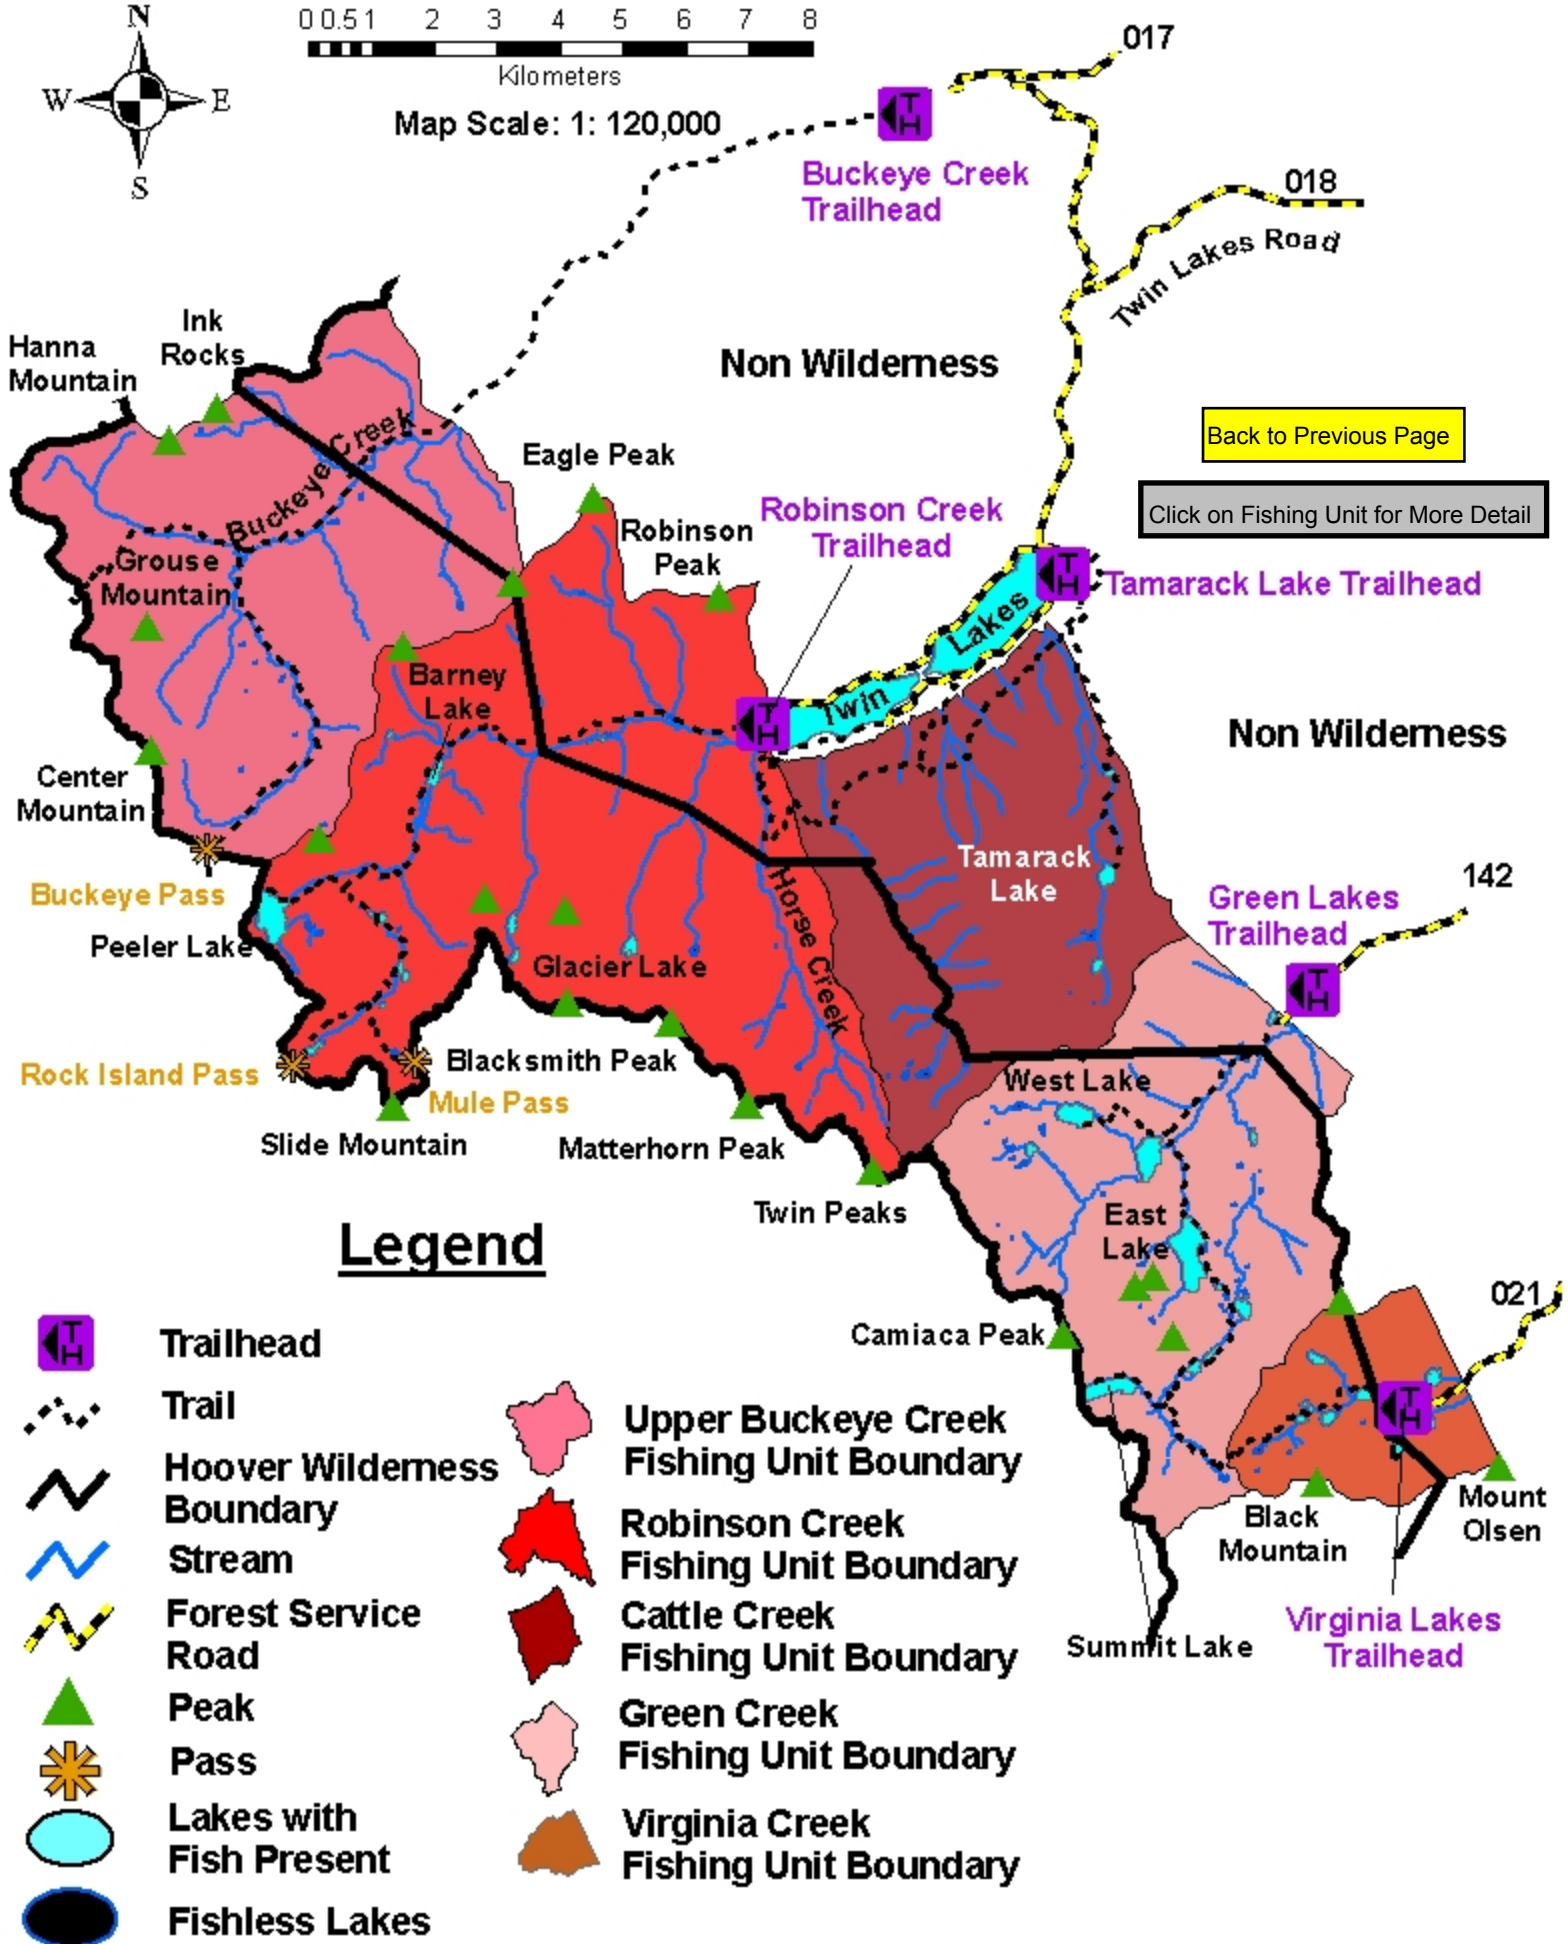 N
W
E
S
0 0.5 1 2 3 4 5 6 7 8
Kilometers
Map Scale: 1: 120,000
017
TH
Buckeye Creek
Trailhead
018
Twin Lakes Road
Ink
Rocks
Hanna
Mountain
Non Wilderness
Back to Previous Page
Click on Fishing Unit for More Detail
Buckeye Creek
Eagle Peak
Robinson
Peak
Robinson Creek
Trailhead
Grouse
Mountain
TH
Tamarack Lake Trailhead
Twin Lakes
Barney
Lake
TH
Non Wilderness
Center
Mountain
Tamarack
Lake
142
Green Lakes
Trailhead
Buckeye Pass
Horse Creek
Peeler Lake
Glacier Lake
TH
Blacksmith Peak
Rock Island Pass
Mule Pass
West Lake
Slide Mountain
Matterhorn Peak
Twin Peaks
East
Lake
021
Camiaca Peak
TH
Black
Mountain
Mount
Olsen
Summit Lake
Virginia Lakes
Trailhead
Legend
TH
Trailhead
Trail
Hoover Wilderness
Boundary
Stream
Forest Service
Road
Peak
Pass
Lakes with
Fish Present
Fishless Lakes
Upper Buckeye Creek
Fishing Unit Boundary
Robinson Creek
Fishing Unit Boundary
Cattle Creek
Fishing Unit Boundary
Green Creek
Fishing Unit Boundary
Virginia Creek
Fishing Unit Boundary